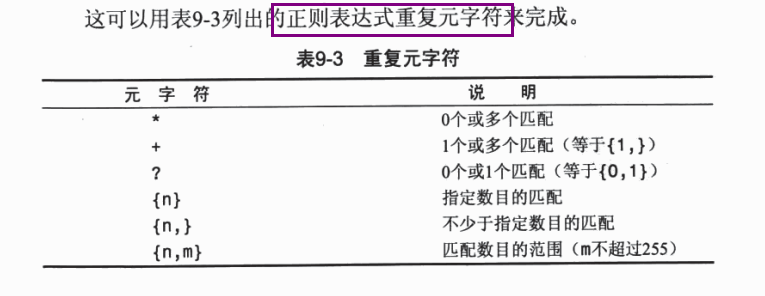 这可以用表9-3列出的正则表达式重复元字符来完成。
表9-3 重复元字符
元 字 符 说 明
* 0个或多个匹配
+ 1个或多个匹配（等于{1,}）
? 0个或1个匹配（等于{0,1}）
{n} 指定数目的匹配
{n,} 不少于指定数目的匹配
{n,m} 匹配数目的范围（m不超过255）